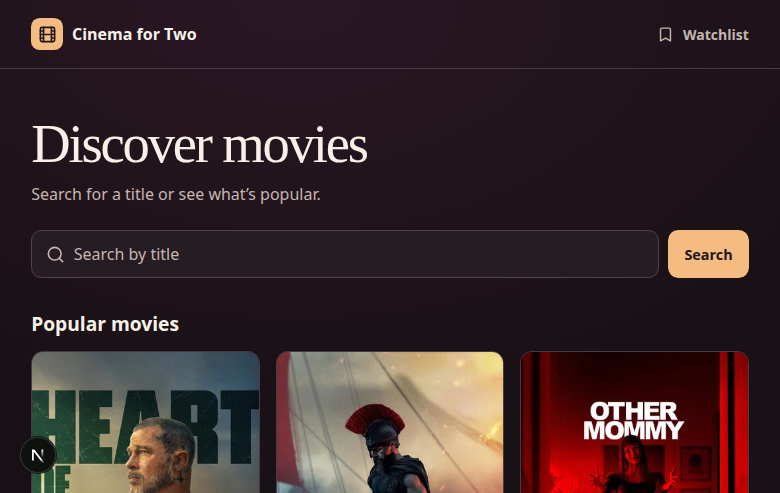 Cinema for Two
Watchlist
Discover movies
Search for a title or see what’s popular.
Search by title
Search
Popular movies
HEART
OF
OTHER
MOMMY
N